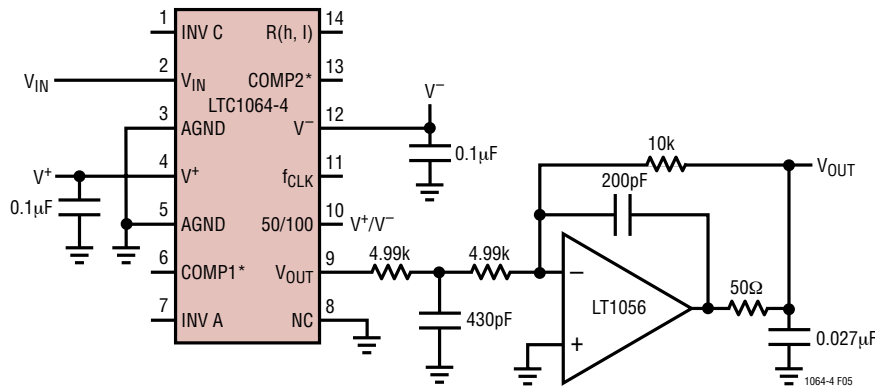 1 INV C R(h, l) 14
V_IN 2 V_IN COMP2* 13
LTC1064-4
3 AGND V⁻ 12 V⁻
0.1µF
V⁺ 4 V⁺ f_CLK 11
0.1µF
5 AGND 50/100 10 V⁺/V⁻
6 COMP1* V_OUT 9
7 INV A NC 8
4.99k 4.99k
430pF
10k V_OUT
200pF
− LT1056 +
50Ω
0.027µF
1064-4 F05